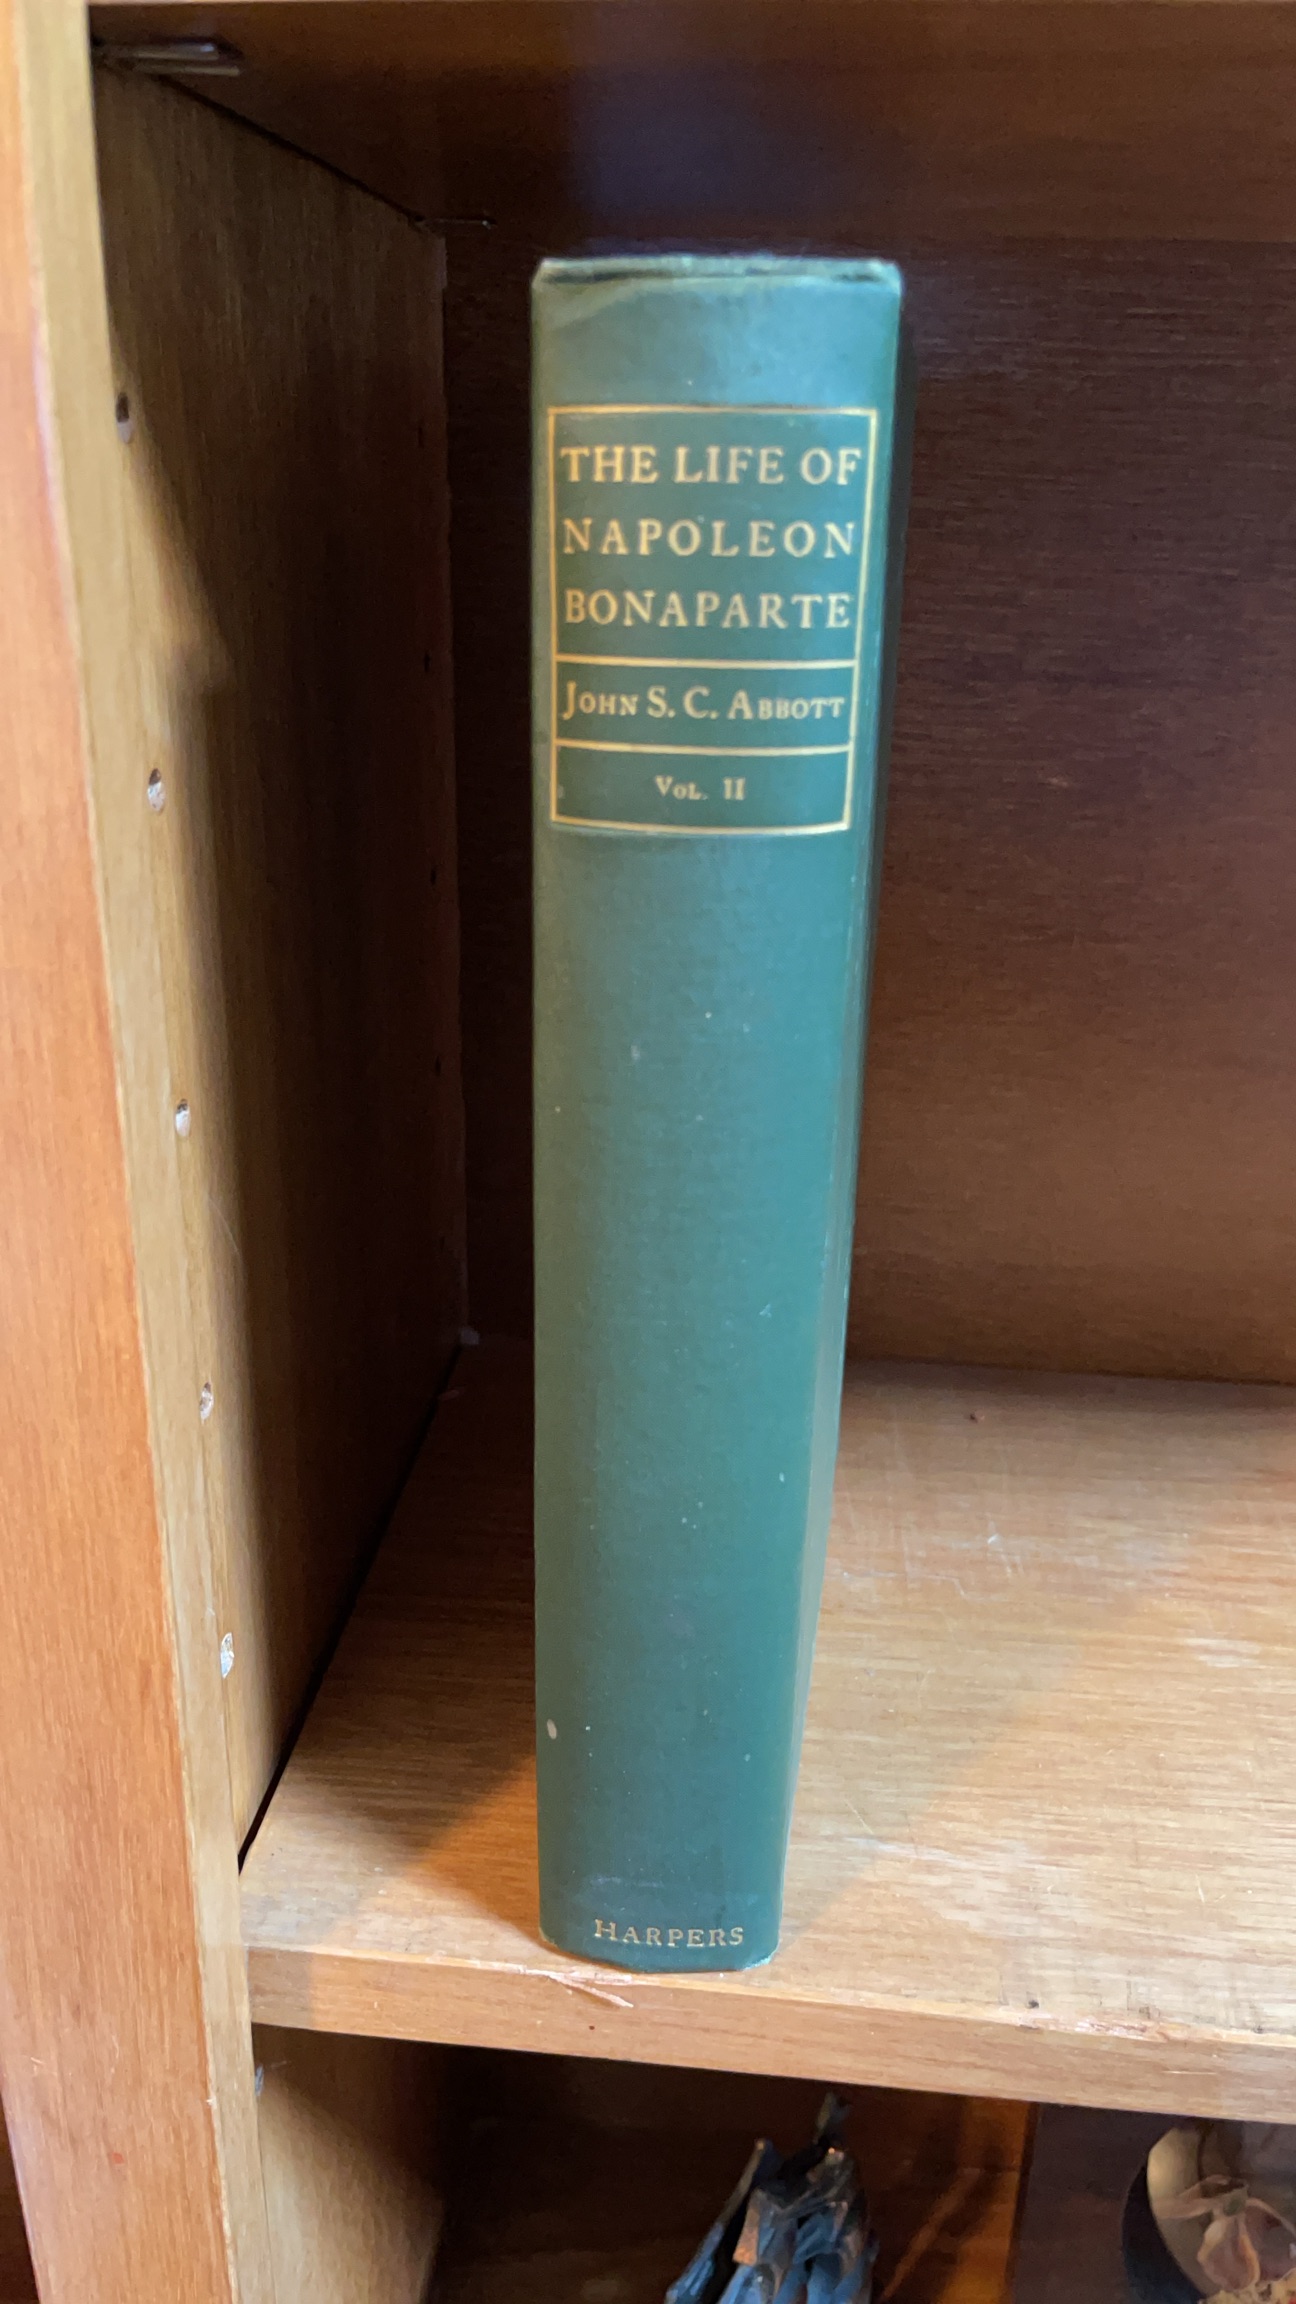 THE LIFE OF
NAPOLEON
BONAPARTE
JOHN S. C. ABBOTT
VOL. II
HARPERS